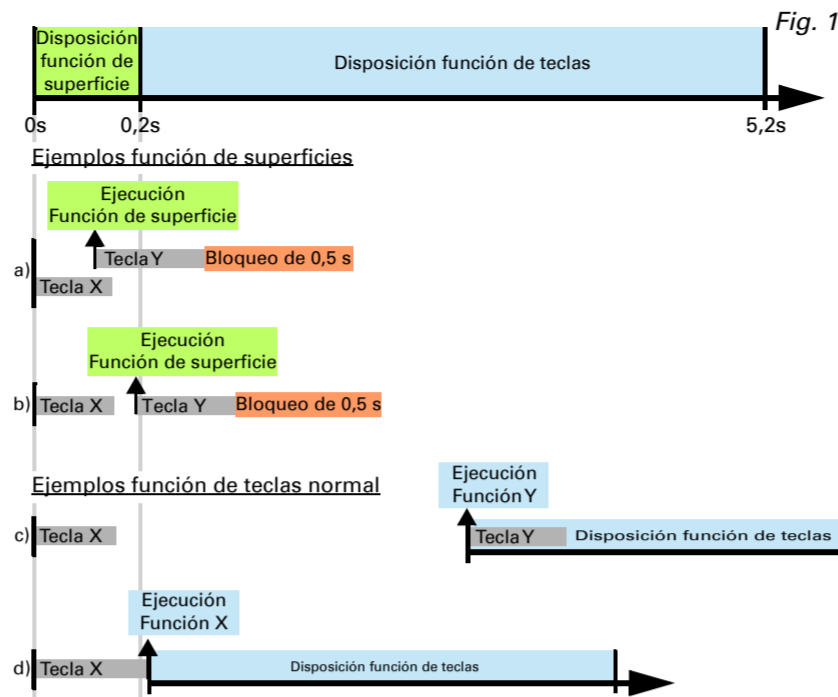 Fig. 1
Disposición
función de
superficie
Disposición función de teclas
0s
0,2s
5,2s
Ejemplos función de superficies
Ejecución
Función de superficie
a)
Tecla Y
Bloqueo de 0,5 s
Tecla X
Ejecución
Función de superficie
b)
Tecla X
Tecla Y
Bloqueo de 0,5 s
Ejemplos función de teclas normal
Ejecución
Función Y
c)
Tecla X
Tecla Y
Disposición función de teclas
Ejecución
Función X
d)
Tecla X
Disposición función de teclas